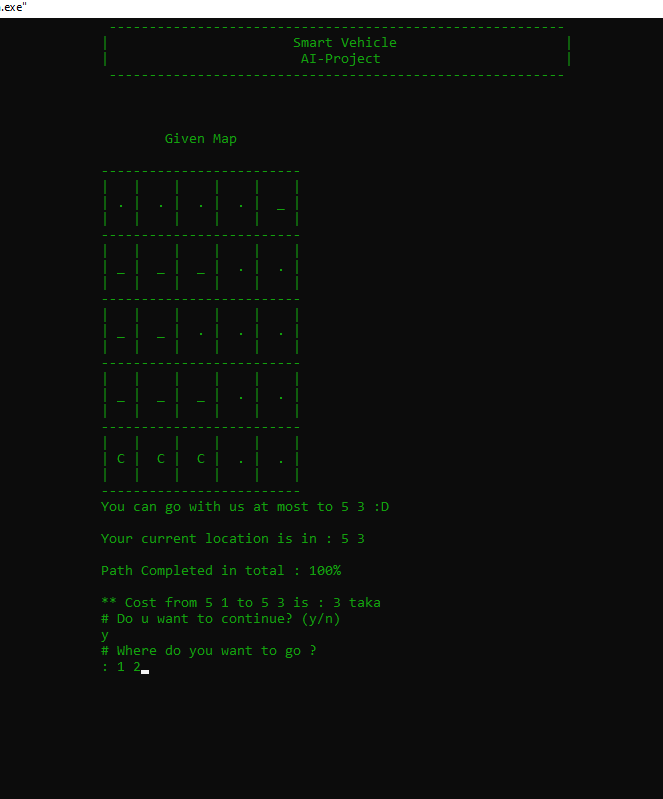 .exe"
Smart Vehicle
AI-Project
Given Map
| . | . | . | . | _ |
| _ | _ | _ | . | . |
| _ | _ | . | . | . |
| _ | _ | _ | . | . |
| C | C | C | . | . |
You can go with us at most to 5 3 :D
Your current location is in : 5 3
Path Completed in total : 100%
** Cost from 5 1 to 5 3 is : 3 taka
# Do u want to continue? (y/n)
y
# Where do you want to go ?
: 1 2